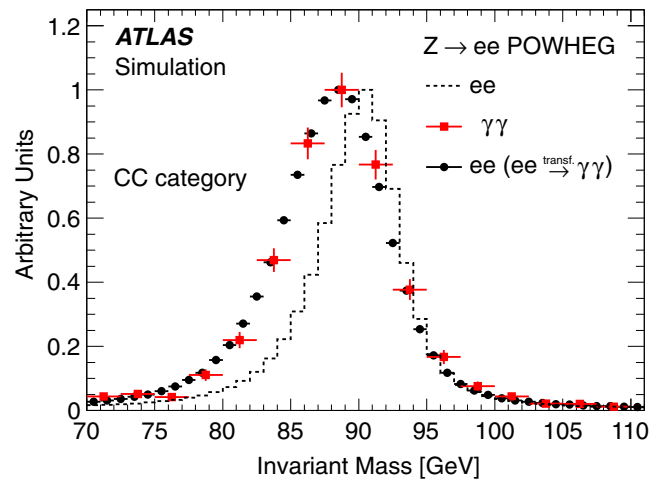 ATLAS
Simulation
CC category
Z → ee POWHEG
ee
γγ
ee (ee transf.→ γγ)
Arbitrary Units
1.2
1
0.8
0.6
0.4
0.2
0
70 75 80 85 90 95 100 105 110
Invariant Mass [GeV]